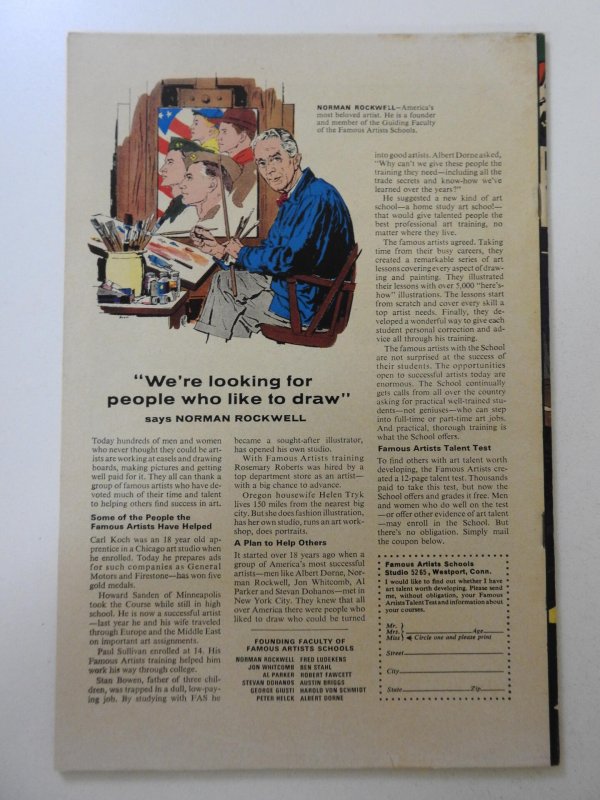 NORMAN ROCKWELL—America's
most beloved artist. He is a founder
and member of the Guiding Faculty
of the Famous Artists Schools.
"We're looking for
people who like to draw"
says NORMAN ROCKWELL
Today hundreds of men and women
who never thought they could be art-
ists are working at easels and drawing
boards, making pictures and getting
well paid for it. They all can thank a
group of famous artists who have de-
voted much of their time and talent
to helping others find success in art.
Some of the People the
Famous Artists Have Helped
Carl Koch was an 18 year old ap-
prentice in a Chicago art studio when
he enrolled. Today he prepares ads
for such companies as General
Motors and Firestone—has won five
gold medals.
Howard Sanden of Minneapolis
took the Course while still in high
school. He is now a successful artist
—last year he and his wife traveled
through Europe and the Middle East
on important art assignments.
Paul Sullivan enrolled at 14. His
Famous Artists training helped him
work his way through college.
Stan Bowen, father of three chil-
dren, was trapped in a dull, low-pay-
ing job. By studying with FAS he
became a sought-after illustrator,
has opened his own studio.
With Famous Artists training
Rosemary Roberts was hired by a
top department store as an artist—
with a big chance to advance.
Oregon housewife Helen Tryk
lives 150 miles from the nearest big
city. But she does fashion illustration,
has her own studio, runs an art work-
shop, does portraits.
A Plan to Help Others
It started over 18 years ago when a
group of America's most successful
artists—men like Albert Dorne, Nor-
man Rockwell, Jon Whitcomb, Al
Parker and Stevan Dohanos—met in
New York City. They knew that all
over America there were people who
liked to draw who could be turned
FOUNDING FACULTY OF
FAMOUS ARTISTS SCHOOLS
NORMAN ROCKWELL FRED LUDEKENS
JON WHITCOMB BEN STAHL
AL PARKER ROBERT FAWCETT
STEVAN DOHANOS AUSTIN BRIGGS
GEORGE GIUSTI HAROLD VON SCHMIDT
PETER HELCK ALBERT DORNE
into good artists. Albert Dorne asked,
"Why can't we give these people the
training they need—including all the
trade secrets and know-how we've
learned over the years?"
He suggested a new kind of art
school—a home study art school—
that would give talented people the
best professional art training, no
matter where they live.
The famous artists agreed. Taking
time from their busy careers, they
created a remarkable series of art
lessons covering every aspect of draw-
ing and painting. They illustrated
their lessons with over 5,000 "here's-
how" illustrations. The lessons start
from scratch and cover every skill a
top artist needs. Finally, they de-
veloped a wonderful way to give each
student personal correction and ad-
vice all through his training.
The famous artists with the School
are not surprised at the success of
their students. The opportunities
open to successful artists today are
enormous. The School continually
gets calls from all over the country
asking for practical well-trained stu-
dents—not geniuses—who can step
into full-time or part-time art jobs.
And practical, thorough training is
what the School offers.
Famous Artists Talent Test
To find others with art talent worth
developing, the Famous Artists cre-
ated a 12-page talent test. Thousands
paid to take this test, but now the
School offers and grades it free. Men
and women who do well on the test
—or offer other evidence of art talent
—may enroll in the School. But
there's no obligation. Simply mail
the coupon below.
Famous Artists Schools
Studio 5265, Westport, Conn.
I would like to find out whether I have
art talent worth developing. Please send
me, without obligation, your Famous
Artists Talent Test and information about
your courses.
Mr.
Mrs. Age
Miss Circle one and please print
Street
City
State Zip